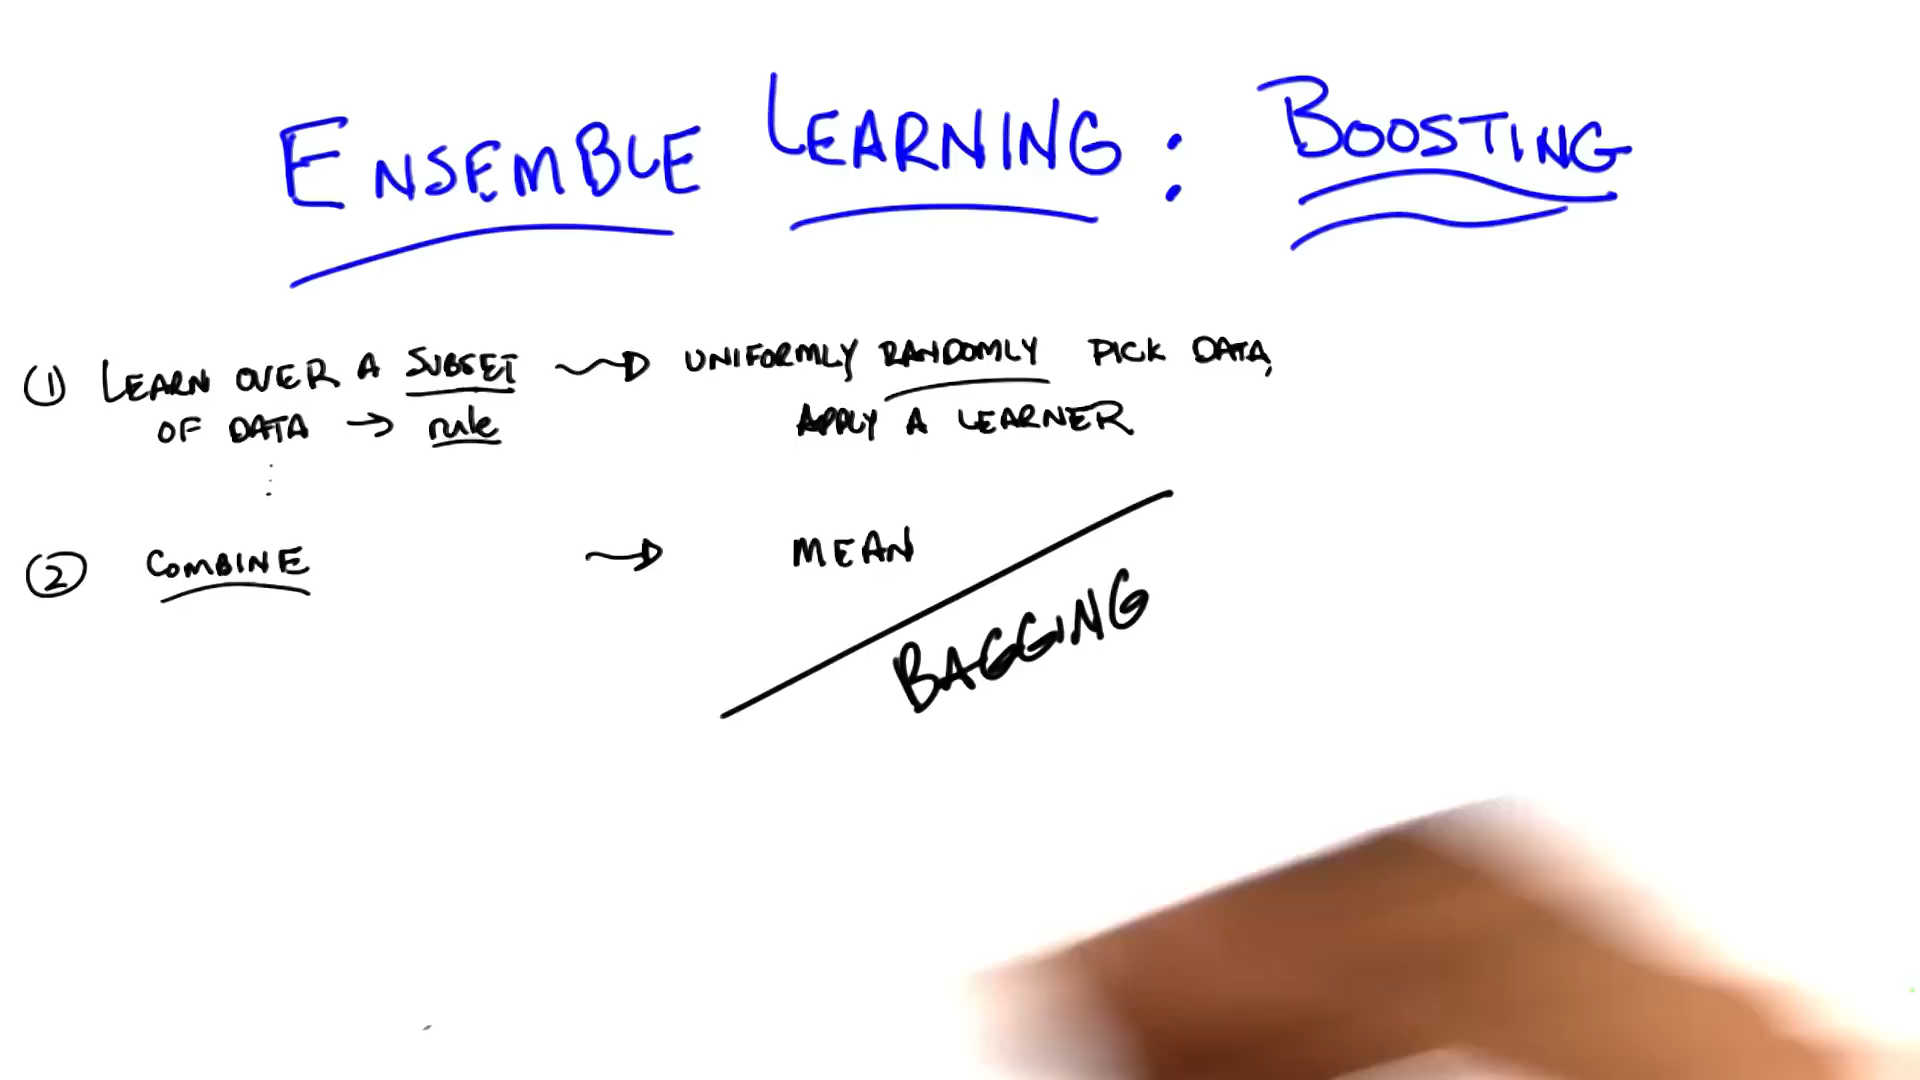 ENSEMBLE LEARNING: BOOSTING
① LEARN OVER A SUBSET
OF DATA → rule
UNIFORMLY RANDOMLY PICK DATA,
APPLY A LEARNER
② COMBINE → MEAN
BAGGING